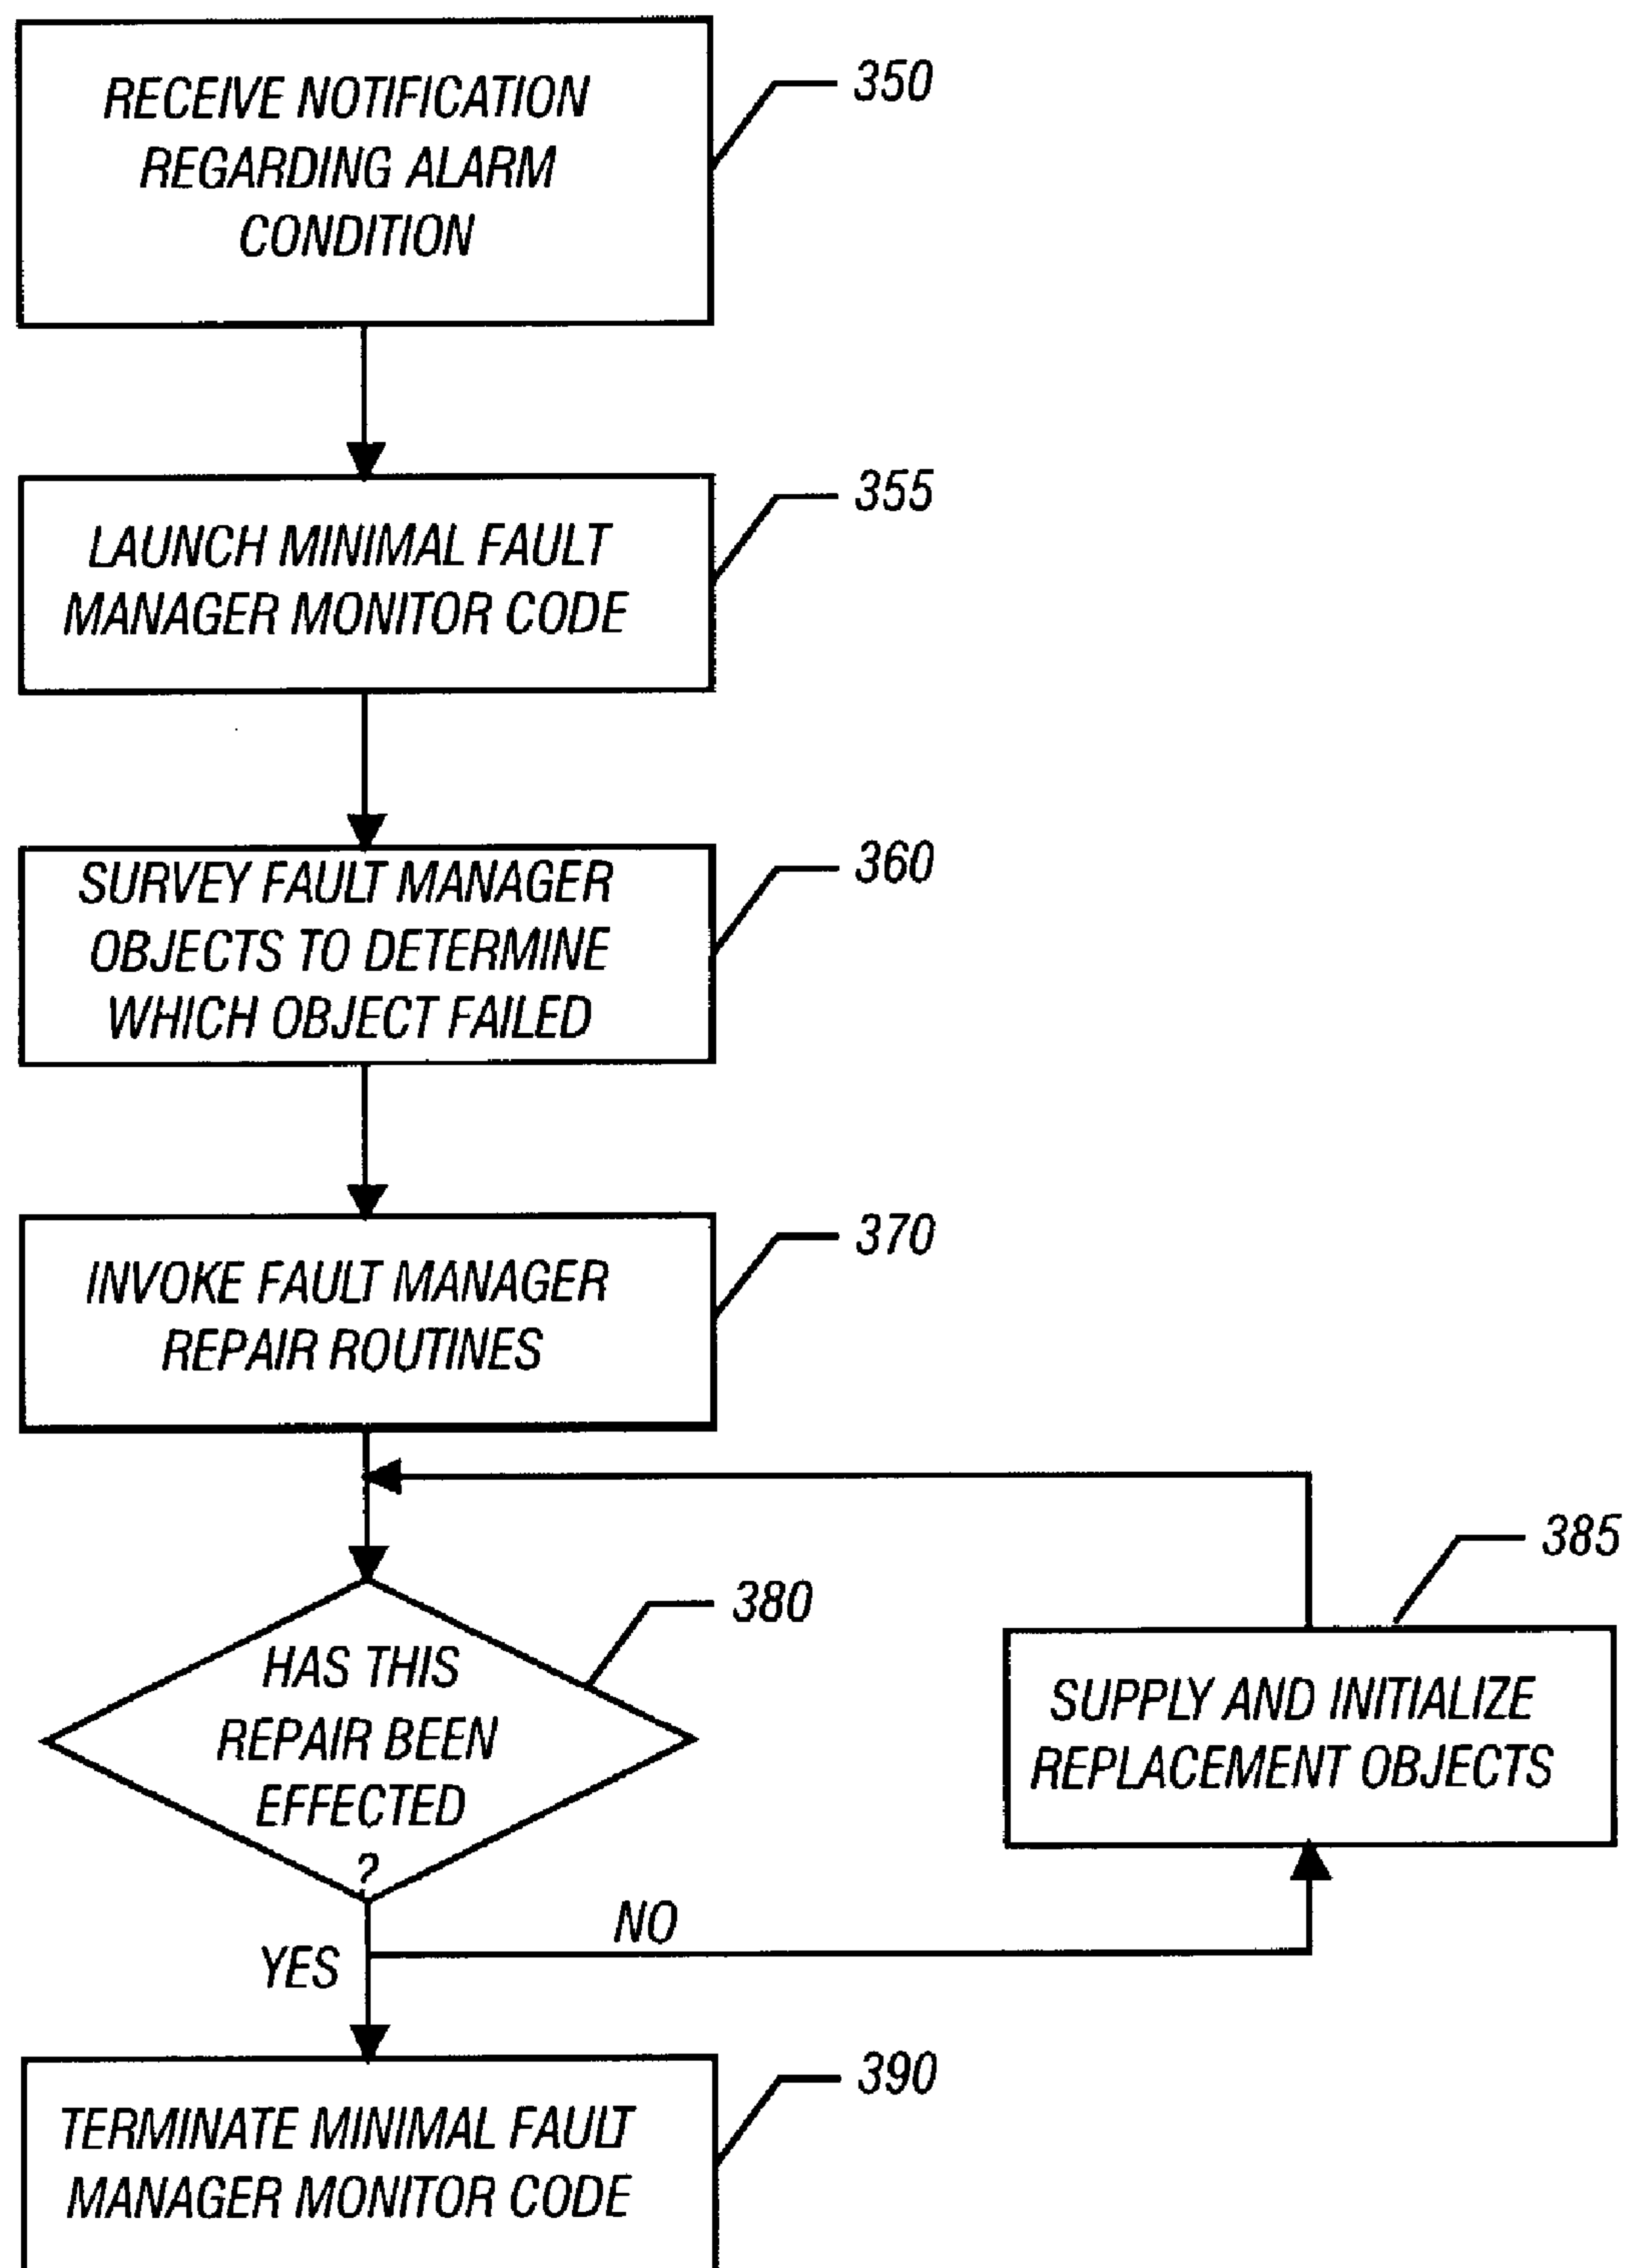 RECEIVE NOTIFICATION
REGARDING ALARM
CONDITION
350
LAUNCH MINIMAL FAULT
MANAGER MONITOR CODE
355
SURVEY FAULT MANAGER
OBJECTS TO DETERMINE
WHICH OBJECT FAILED
360
INVOKE FAULT MANAGER
REPAIR ROUTINES
370
HAS THIS
REPAIR BEEN
EFFECTED
?
380
SUPPLY AND INITIALIZE
REPLACEMENT OBJECTS
385
NO
YES
TERMINATE MINIMAL FAULT
MANAGER MONITOR CODE
390